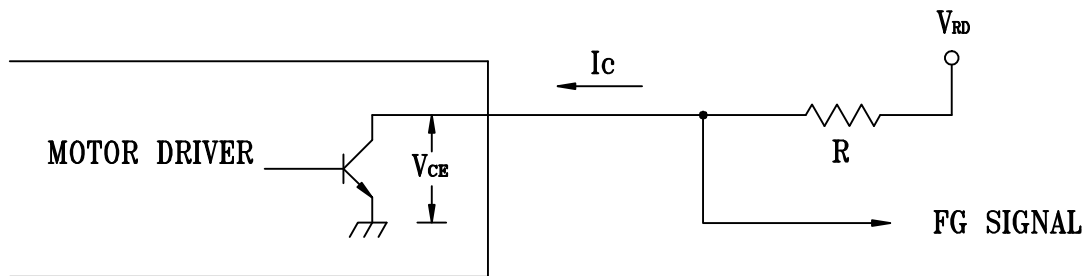 VRD
Ic
MOTOR DRIVER
VCE
R
FG SIGNAL